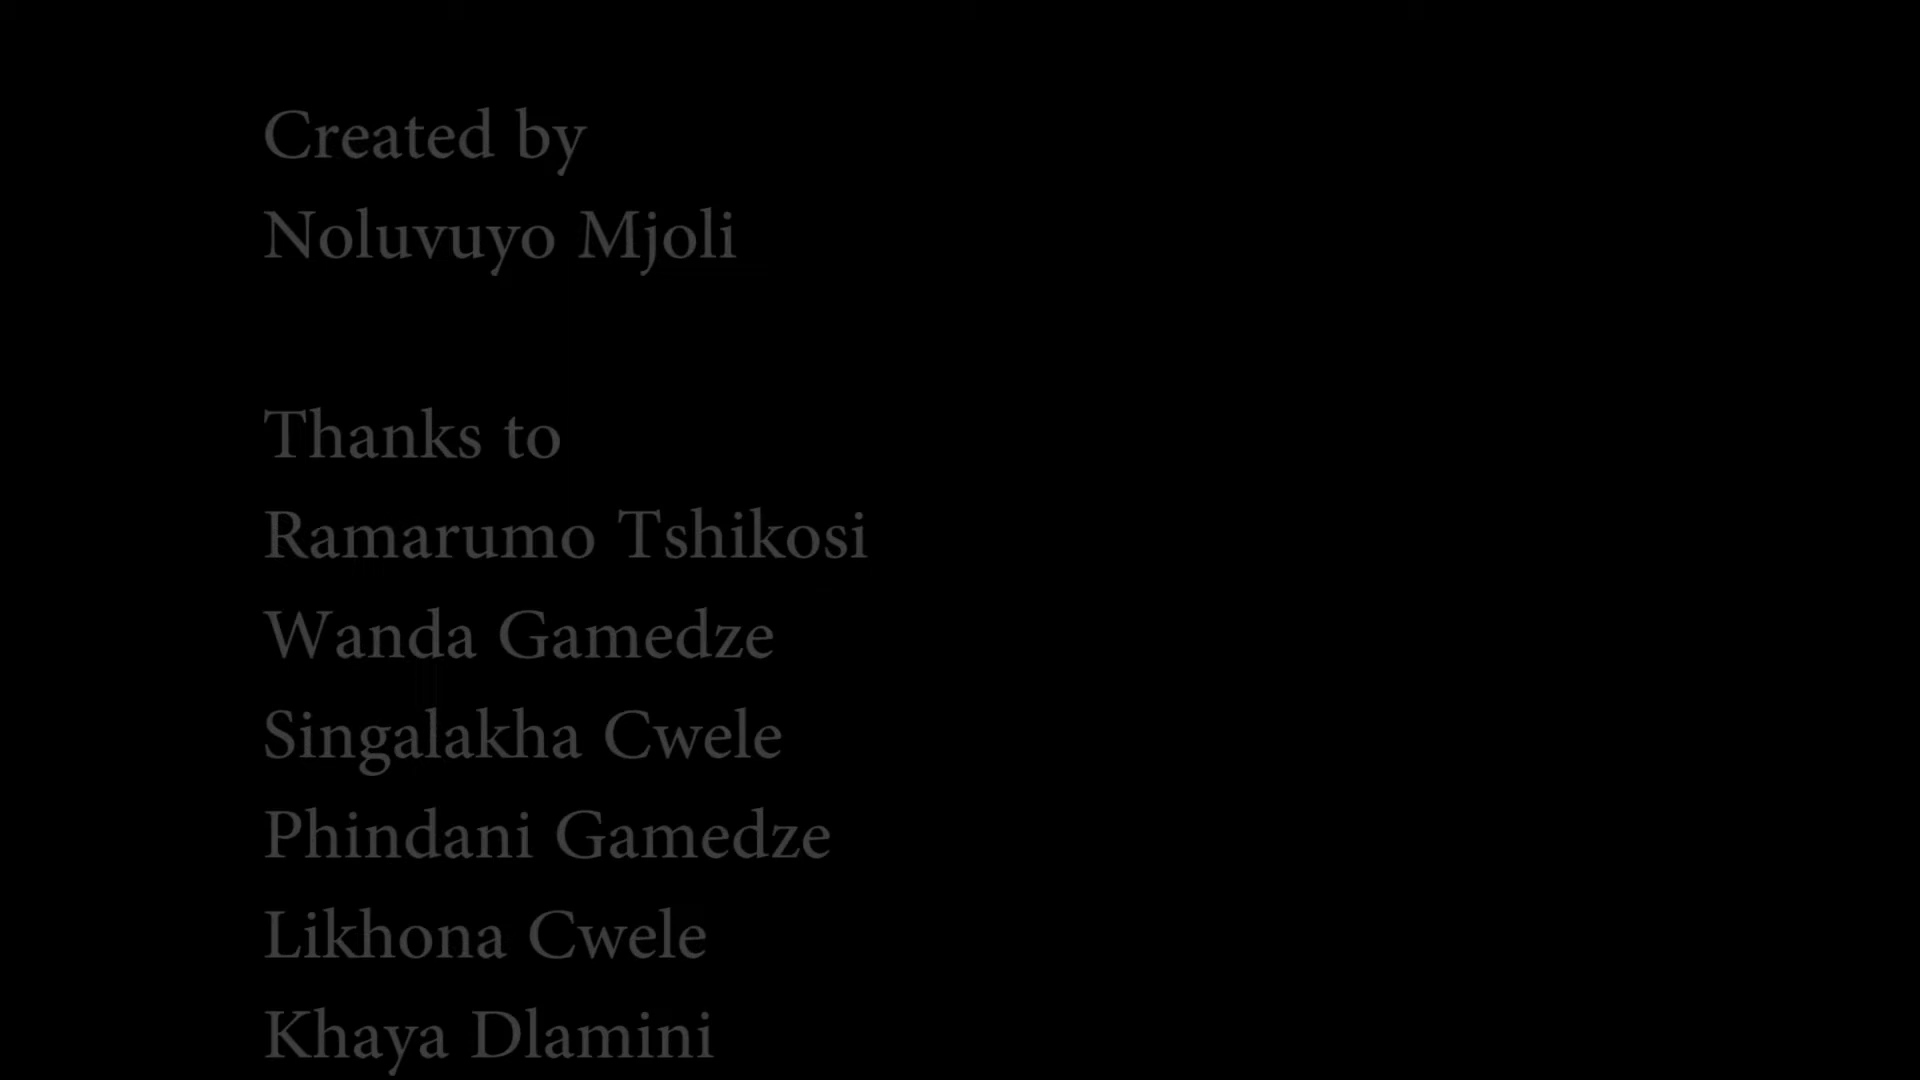 Created by
Noluvuyo Mjoli
Thanks to
Ramarumo Tshikosi
Wanda Gamedze
Singalakha Cwele
Phindani Gamedze
Likhona Cwele
Khaya Dlamini